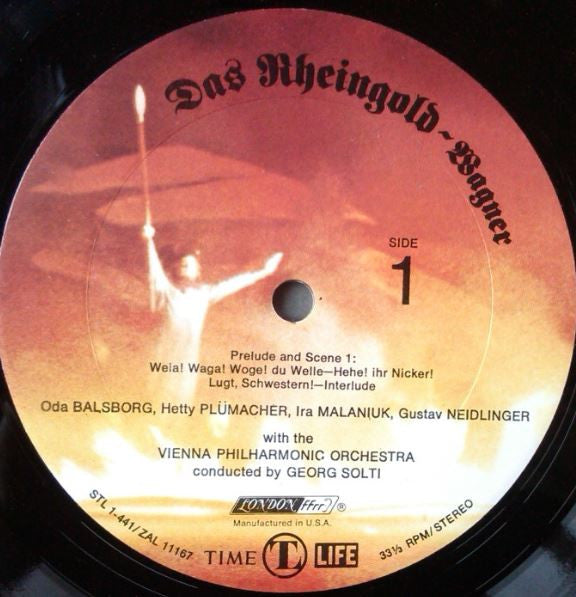 Das Rheingold~Wagner
SIDE
1
Prelude and Scene 1:
Weia! Waga! Woge! du Welle—Hehe! ihr Nicker!
Lugt, Schwestern!—Interlude
Oda BALSBORG, Hetty PLÜMACHER, Ira MALANIUK, Gustav NEIDLINGER
with the
VIENNA PHILHARMONIC ORCHESTRA
conducted by GEORG SOLTI
LONDON ffrr ®
Manufactured in U.S.A.
STL 1-441/ZAL 11167
TIME TL LIFE
33⅓ RPM/STEREO